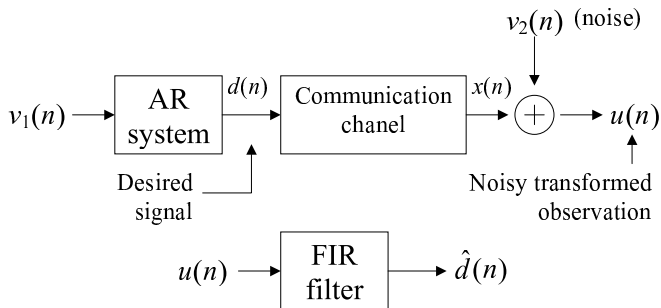 v₂(n) (noise)
v₁(n)
AR
system
d(n)
Communication
chanel
x(n)
+
u(n)
Desired
signal
Noisy transformed
observation
u(n)
FIR
filter
d̂(n)